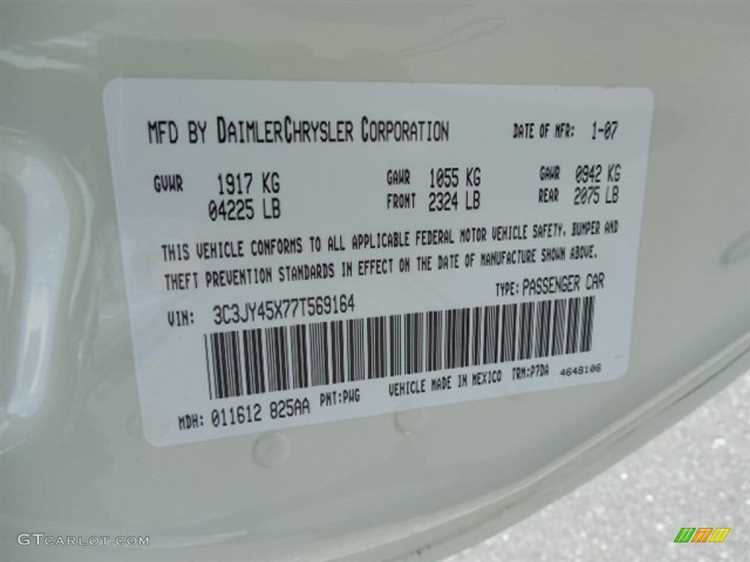 MFD BY DAIMLERCHRYSLER CORPORATION DATE OF MFR: 1-07
GVWR 1917 KG GAWR 1055 KG GAWR 0942 KG
04225 LB FRONT 2324 LB REAR 2075 LB
THIS VEHICLE CONFORMS TO ALL APPLICABLE FEDERAL MOTOR VEHICLE SAFETY, BUMPER AND
THEFT PREVENTION STANDARDS IN EFFECT ON THE DATE OF MANUFACTURE SHOWN ABOVE.
VIN: 3C3JY45X77T569164 TYPE: PASSENGER CAR
MDH: 011612 825AA PNT:PWG VEHICLE MADE IN MEXICO TRM:P7DA 4648106
GTCARLOT.COM